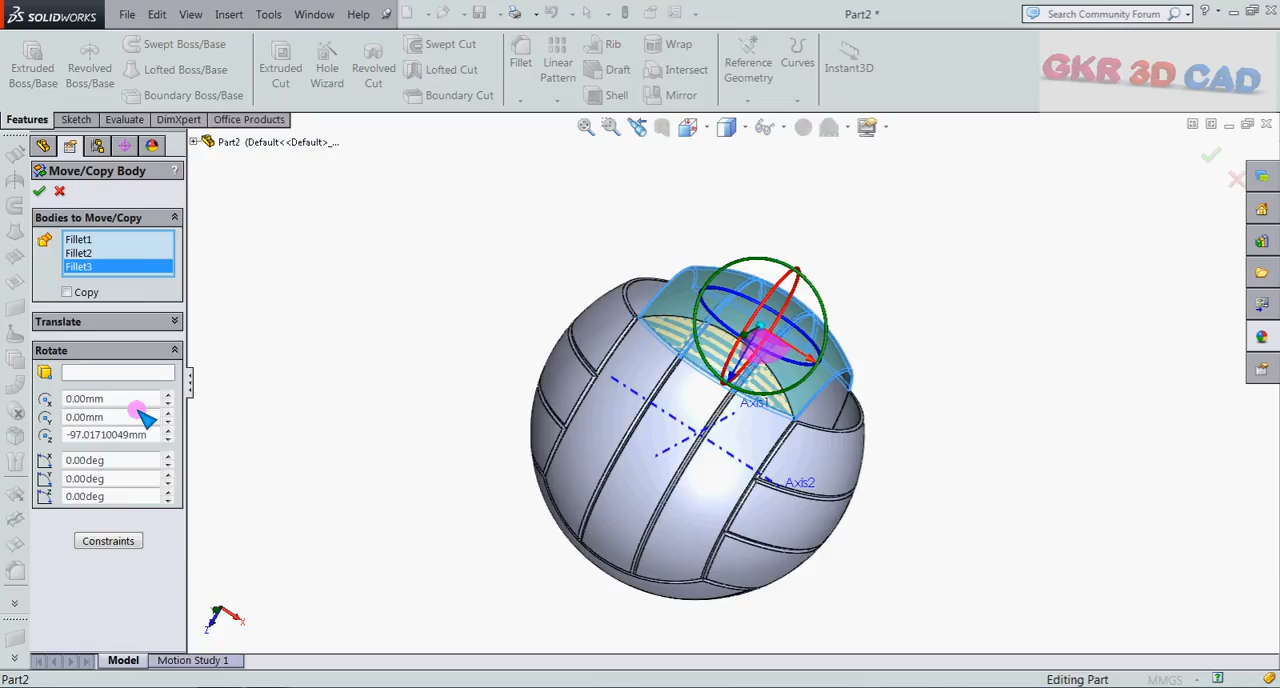 SOLIDWORKS File Edit View Insert Tools Window Help Part2 * Search Community Forum
Extruded Boss/Base
Revolved Boss/Base
Swept Boss/Base
Lofted Boss/Base
Boundary Boss/Base
Extruded Cut
Hole Wizard
Revolved Cut
Swept Cut
Lofted Cut
Boundary Cut
Fillet
Linear Pattern
Rib
Draft
Shell
Wrap
Intersect
Mirror
Reference Geometry
Curves
Instant3D
GKR 3D CAD
Features Sketch Evaluate DimXpert Office Products
Part2 (Default<<Default>_...
Move/Copy Body ?
Bodies to Move/Copy
Fillet1
Fillet2
Fillet3
Copy
Translate
Rotate
0.00mm
0.00mm
-97.01710049mm
0.00deg
0.00deg
0.00deg
Constraints
Axis1
Axis2
Z X
Model Motion Study 1
Part2 Editing Part MMGS